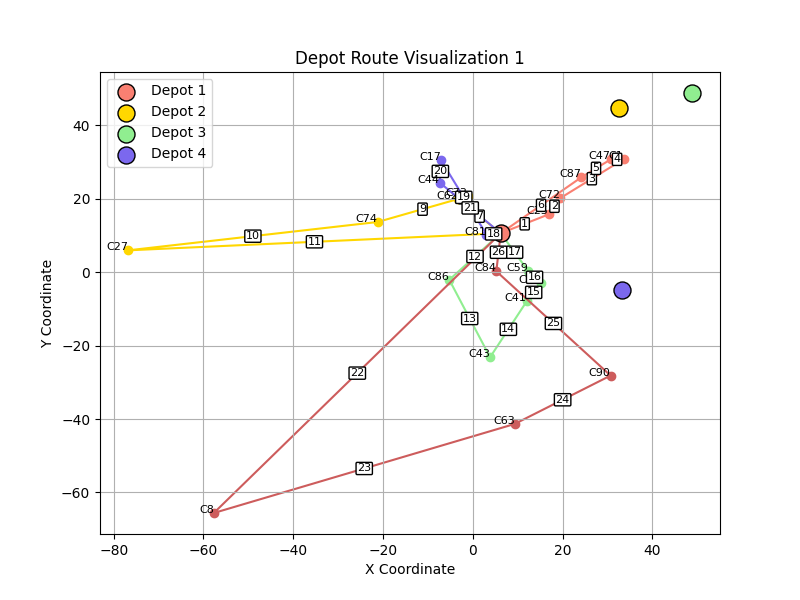 Depot Route Visualization 1
Depot 1
Depot 2
Depot 3
Depot 4
Y Coordinate
40
20
0
−20
−40
−60
−80
−60
−40
−20
0
20
40
X Coordinate
C17
C44
C62
C74
C27
C81
C86
C84
C59
C41
C43
C90
C63
C8
C87
C47
C72
1
2
3
4
5
6
7
9
10
11
12
13
14
15
16
17
18
19
20
21
22
23
24
25
26